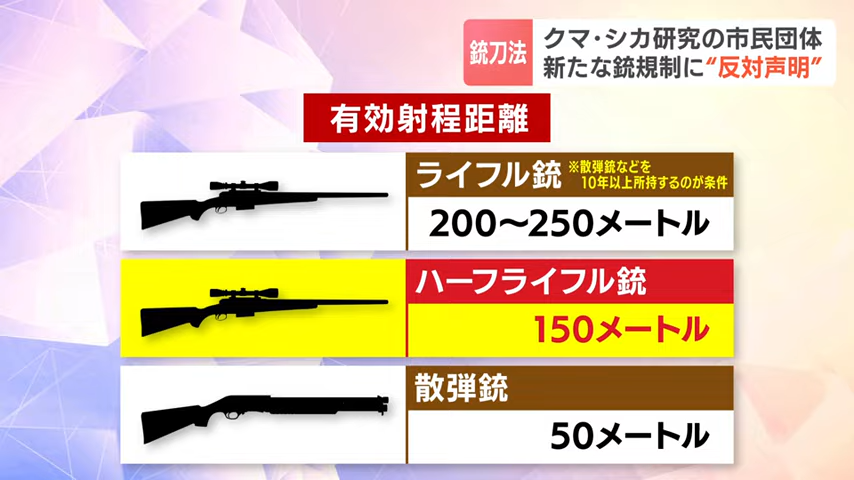 銃刀法
クマ・シカ研究の市民団体
新たな銃規制に“反対声明”
有効射程距離
ライフル銃 ※散弾銃などを
10年以上所持するのが条件
200〜250メートル
ハーフライフル銃
150メートル
散弾銃
50メートル